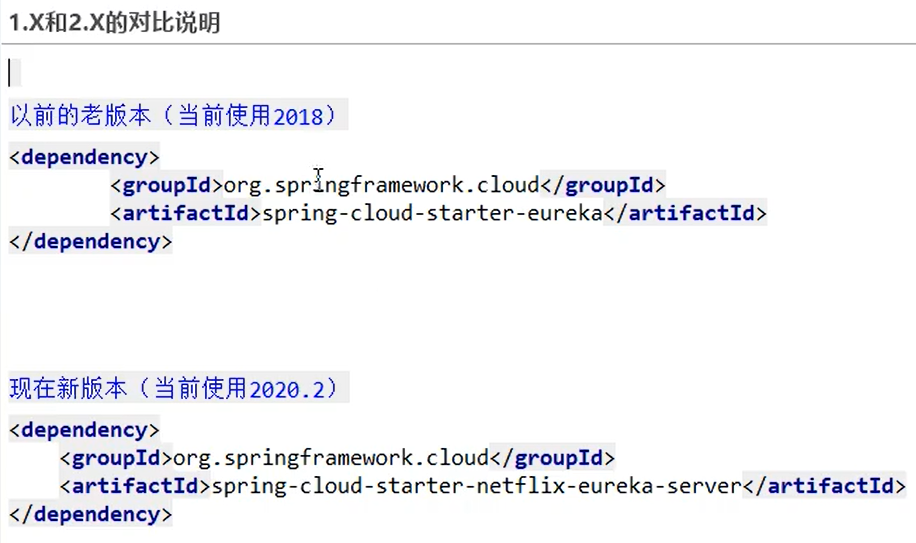 1.X和2.X的对比说明
以前的老版本（当前使用2018）
<dependency>
<groupId>org.springframework.cloud</groupId>
<artifactId>spring-cloud-starter-eureka</artifactId>
</dependency>
现在新版本（当前使用2020.2）
<dependency>
<groupId>org.springframework.cloud</groupId>
<artifactId>spring-cloud-starter-netflix-eureka-server</artifactId>
</dependency>